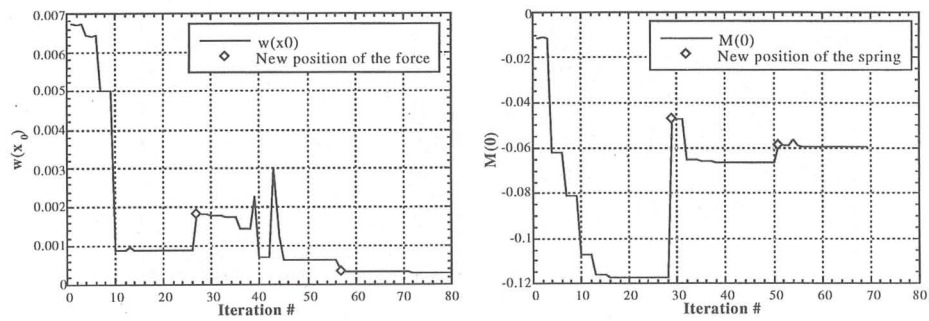 0.007
0.006
0.005
0.004
0.003
0.002
0.001
0
w(x0)
w(x0)
New position of the force
0 10 20 30 40 50 60 70 80
Iteration #
0
-0.02
-0.04
-0.06
-0.08
-0.1
-0.12
M(0)
M(0)
New position of the spring
0 10 20 30 40 50 60 70 80
Iteration #